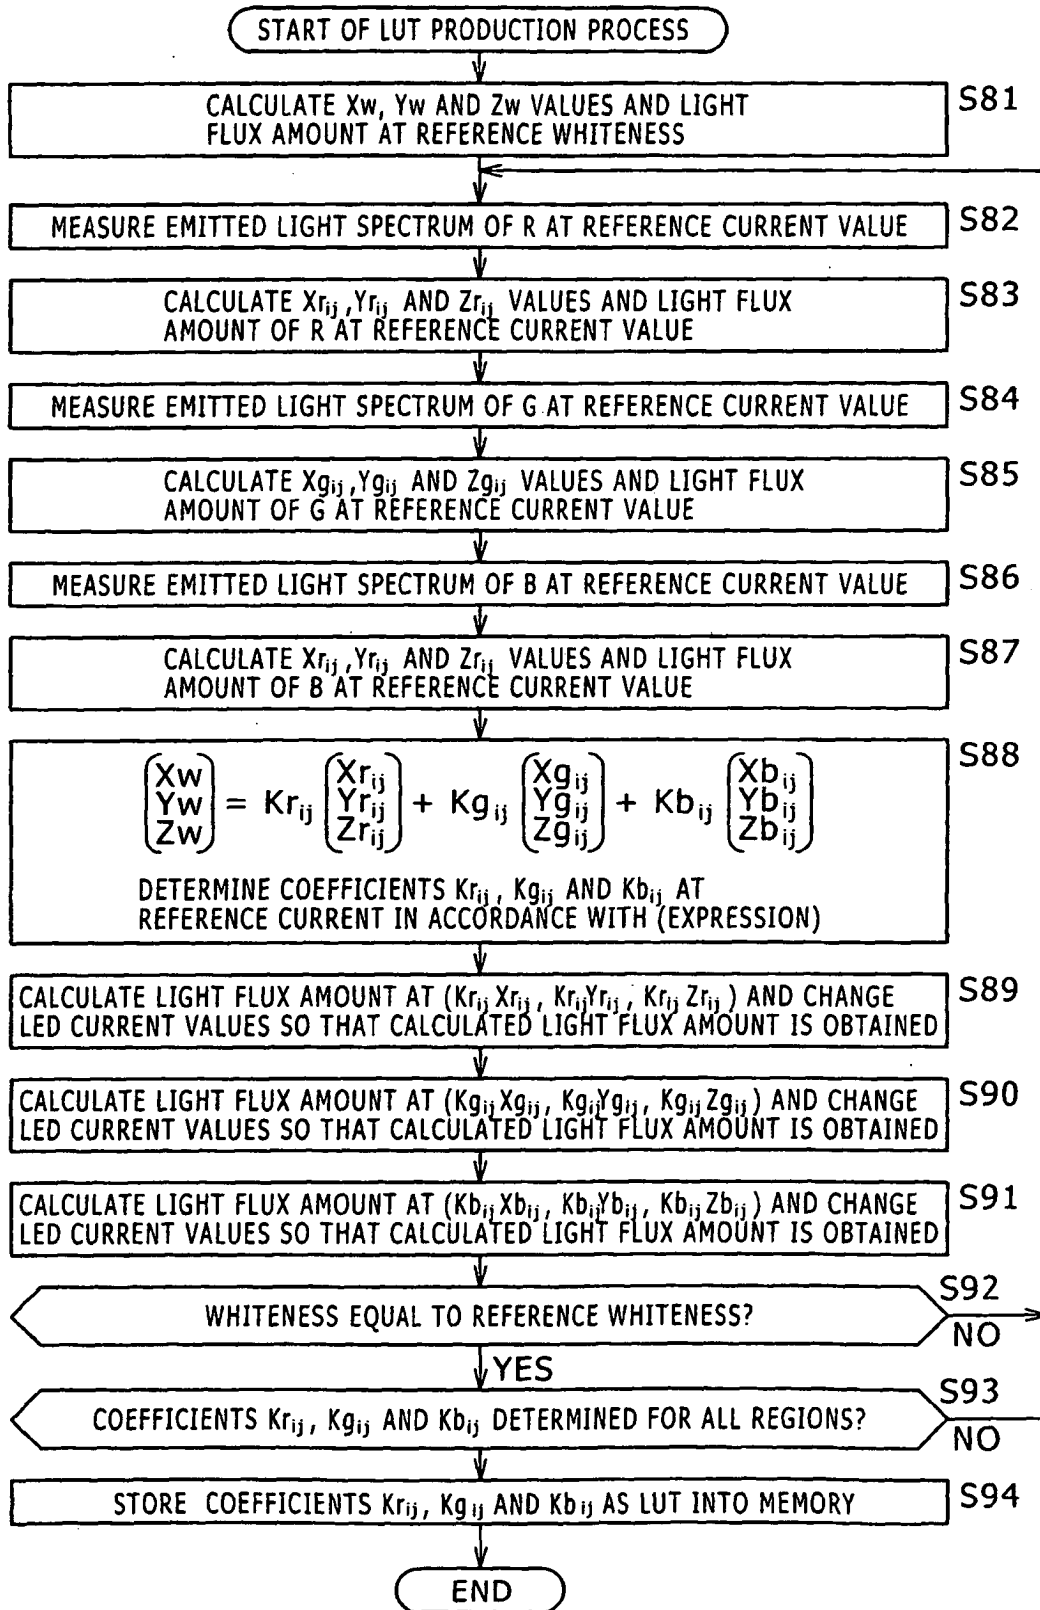 START OF LUT PRODUCTION PROCESS
CALCULATE Xw, Yw AND Zw VALUES AND LIGHT
FLUX AMOUNT AT REFERENCE WHITENESS
S81
MEASURE EMITTED LIGHT SPECTRUM OF R AT REFERENCE CURRENT VALUE
S82
CALCULATE Xrij,Yrij AND Zrij VALUES AND LIGHT FLUX
AMOUNT OF R AT REFERENCE CURRENT VALUE
S83
MEASURE EMITTED LIGHT SPECTRUM OF G AT REFERENCE CURRENT VALUE
S84
CALCULATE Xgij,Ygij AND Zgij VALUES AND LIGHT FLUX
AMOUNT OF G AT REFERENCE CURRENT VALUE
S85
MEASURE EMITTED LIGHT SPECTRUM OF B AT REFERENCE CURRENT VALUE
S86
CALCULATE Xrij,Yrij AND Zrij VALUES AND LIGHT FLUX
AMOUNT OF B AT REFERENCE CURRENT VALUE
S87
S88
Xw Xrij Xgij Xbij
Yw = Krij Yrij + Kgij Ygij + Kbij Ybij
Zw Zrij Zgij Zbij
DETERMINE COEFFICIENTS Krij, Kgij AND Kbij AT
REFERENCE CURRENT IN ACCORDANCE WITH (EXPRESSION)
CALCULATE LIGHT FLUX AMOUNT AT (Krij Xrij, KrijYrij, Krij Zrij) AND CHANGE
LED CURRENT VALUES SO THAT CALCULATED LIGHT FLUX AMOUNT IS OBTAINED
S89
CALCULATE LIGHT FLUX AMOUNT AT (KgijXgij, KgijYgij, Kgij Zgij) AND CHANGE
LED CURRENT VALUES SO THAT CALCULATED LIGHT FLUX AMOUNT IS OBTAINED
S90
CALCULATE LIGHT FLUX AMOUNT AT (KbijXbij, KbijYbij, Kbij Zbij) AND CHANGE
LED CURRENT VALUES SO THAT CALCULATED LIGHT FLUX AMOUNT IS OBTAINED
S91
WHITENESS EQUAL TO REFERENCE WHITENESS?
S92
NO
YES
COEFFICIENTS Krij, Kgij AND Kbij DETERMINED FOR ALL REGIONS?
S93
NO
STORE COEFFICIENTS Krij, Kgij AND Kbij AS LUT INTO MEMORY
S94
END